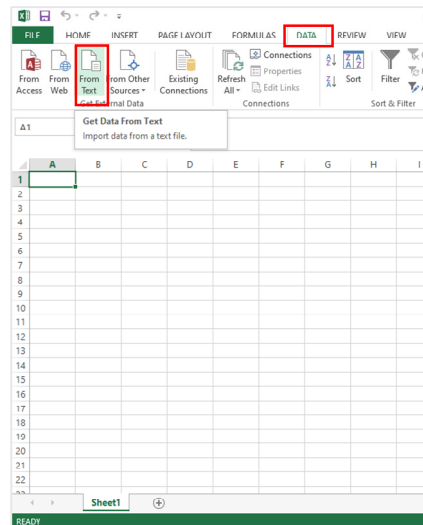 FILE HOME INSERT PAGE LAYOUT FORMULAS DATA REVIEW VIEW
From Access From Web From Text From Other Sources Existing Connections Refresh All Connections Properties Edit Links Sort Filter
Get External Data Connections Sort & Filter
A1
Get Data From Text
Import data from a text file.
A B C D E F G H I
1
2
3
4
5
6
7
8
9
10
11
12
13
14
15
16
17
18
19
20
21
22
Sheet1
READY